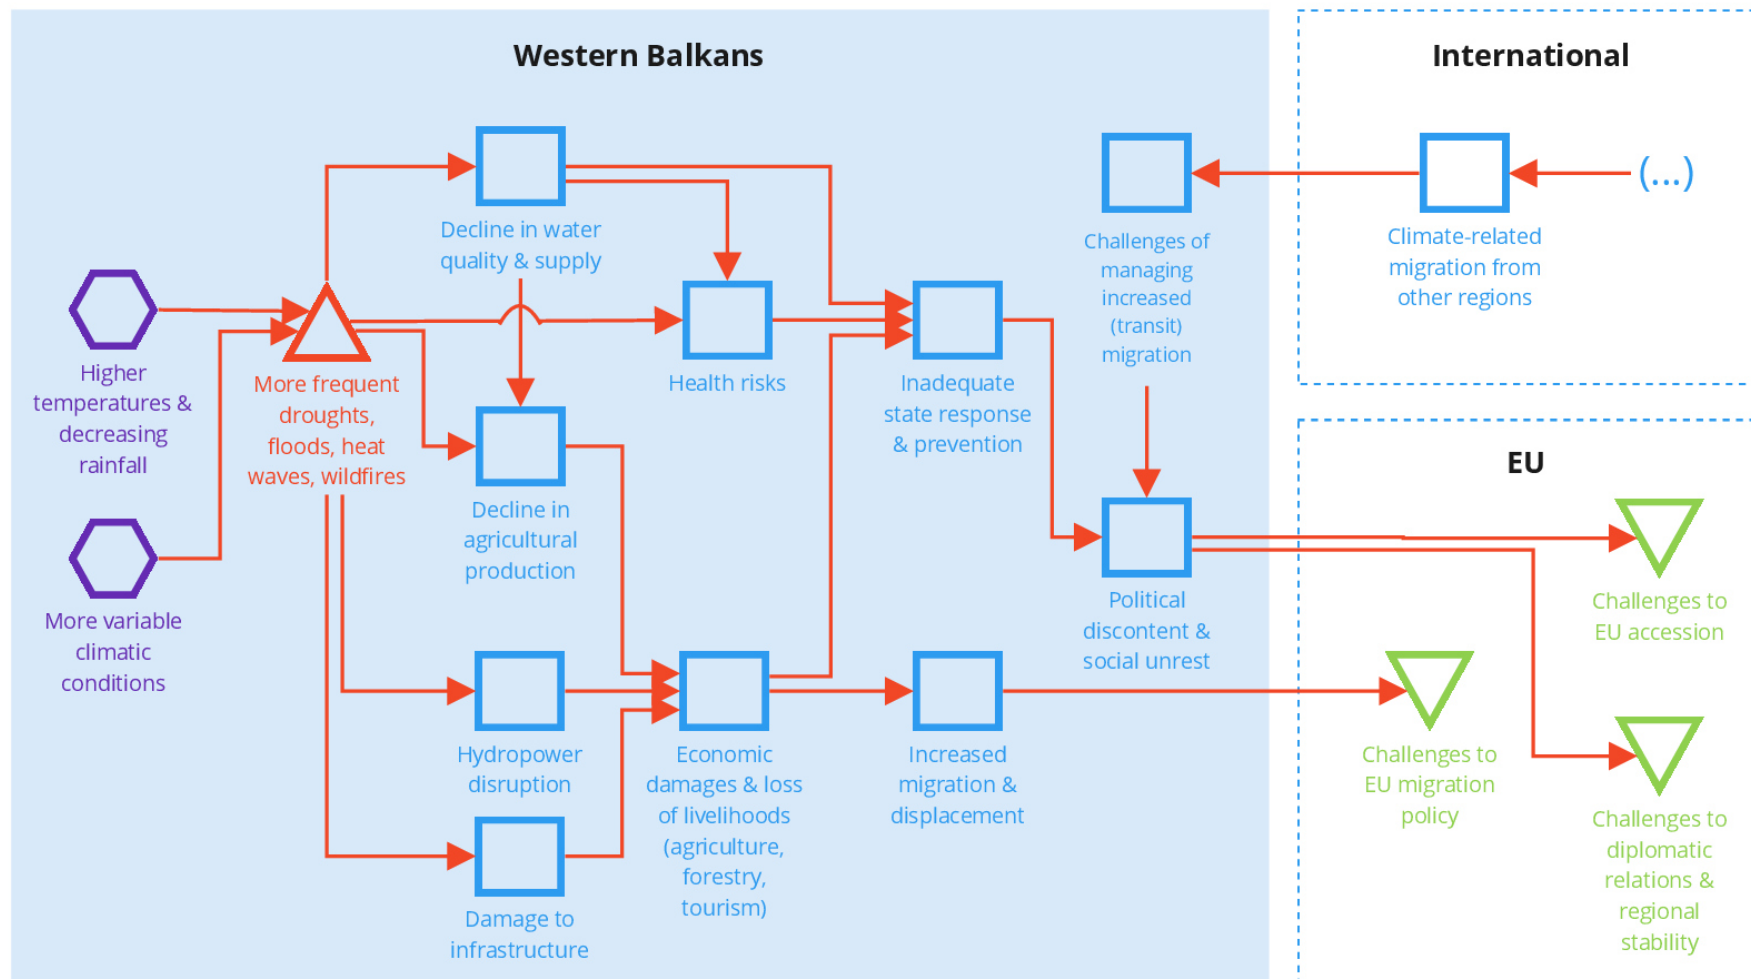 Western Balkans
International
(...)
Decline in water
quality & supply
Challenges of
managing
increased
(transit)
migration
Climate-related
migration from
other regions
Higher
temperatures &
decreasing
rainfall
More frequent
droughts,
floods, heat
waves, wildfires
Health risks
Inadequate
state response
& prevention
EU
Decline in
agricultural
production
More variable
climatic
conditions
Political
discontent &
social unrest
Challenges to
EU accession
Hydropower
disruption
Economic
damages & loss
of livelihoods
(agriculture,
forestry,
tourism)
Increased
migration &
displacement
Challenges to
EU migration
policy
Challenges to
diplomatic
relations &
regional
stability
Damage to
infrastructure